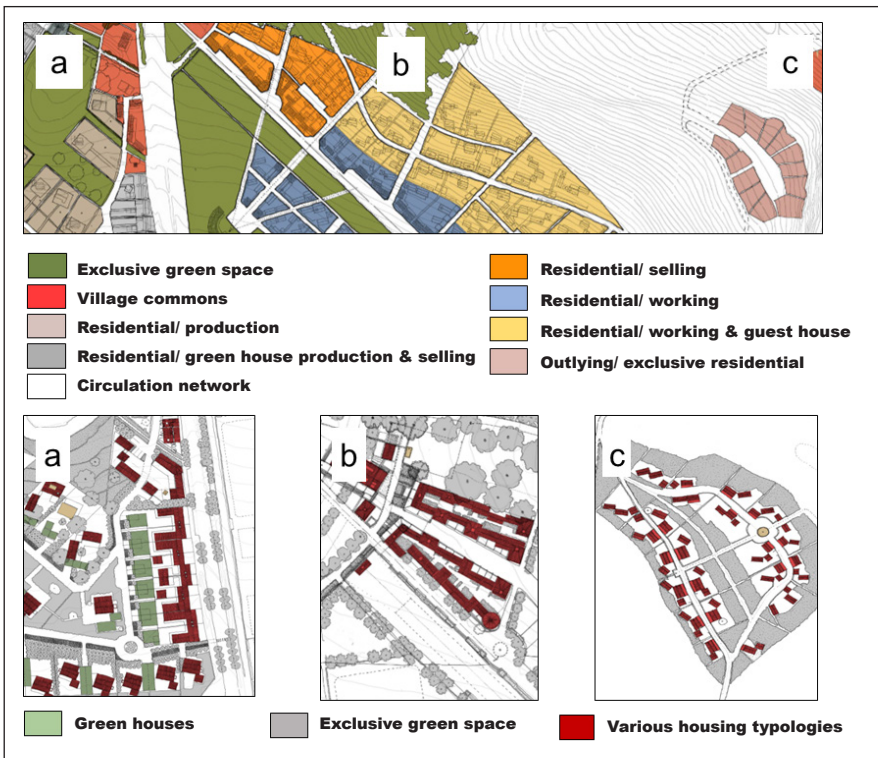 a
b
c
Exclusive green space
Village commons
Residential/ production
Residential/ green house production & selling
Circulation network
Residential/ selling
Residential/ working
Residential/ working & guest house
Outlying/ exclusive residential
a
b
c
Green houses
Exclusive green space
Various housing typologies